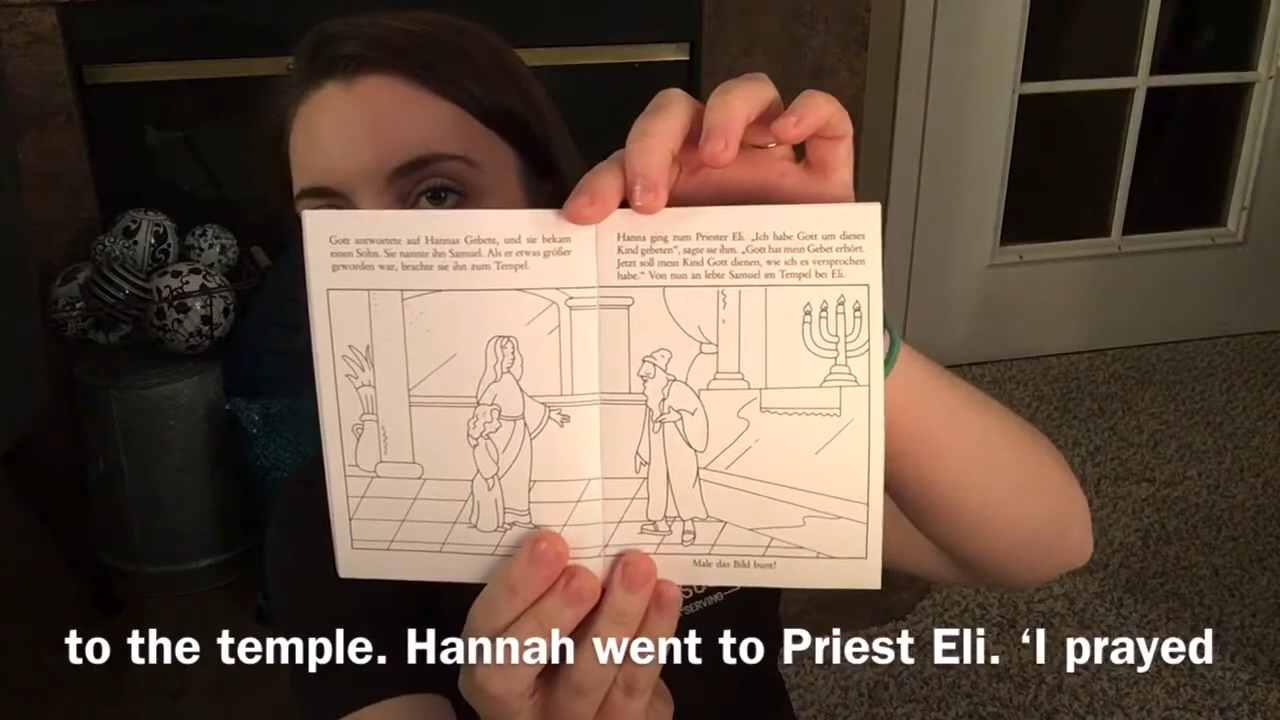 Gott antwortete auf Hannas Gebete, und sie bekam
einen Sohn. Sie nannte ihn Samuel. Als er etwas größer
geworden war, brachte sie ihn zum Tempel.
Hanna ging zum Priester Eli. „Ich habe Gott um dieses
Kind gebeten“, sagte sie ihm. „Gott hat mein Gebet erhört.
Jetzt soll mein Kind Gott dienen, wie ich es versprochen
habe.“ Von nun an lebte Samuel im Tempel bei Eli.
Male das Bild bunt!
SERVING
to the temple. Hannah went to Priest Eli. ‘I prayed